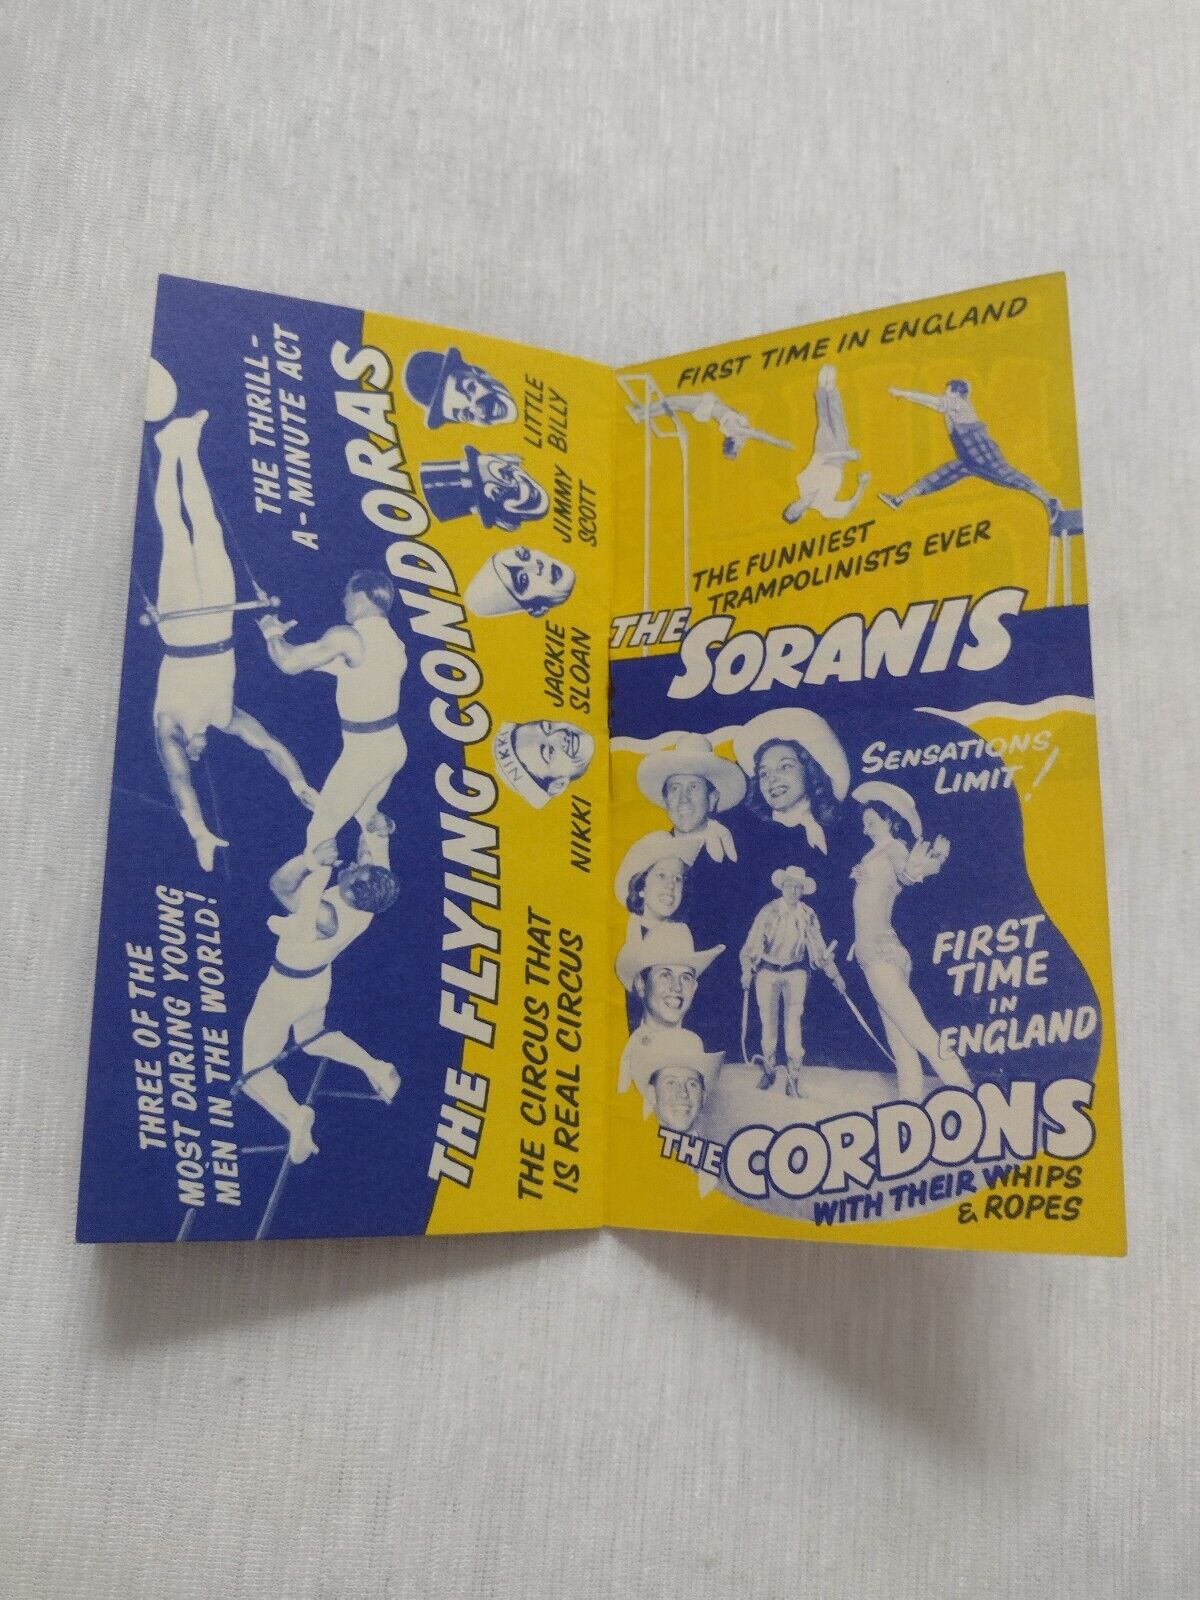 THE THRILL-
A-MINUTE ACT
THREE OF THE
MOST DARING YOUNG
MEN IN THE WORLD!
THE FLYING CONDORAS
LITTLE
BILLY
JIMMY
SCOTT
JACKIE
SLOAN
NIKKI
NIKKI
THE CIRCUS THAT
IS REAL CIRCUS
FIRST TIME IN ENGLAND
THE FUNNIEST
TRAMPOLINISTS EVER
THE SORANIS
SENSATIONS
LIMIT!
FIRST
TIME
IN
ENGLAND
THE CORDONS
WITH THEIR WHIPS
& ROPES